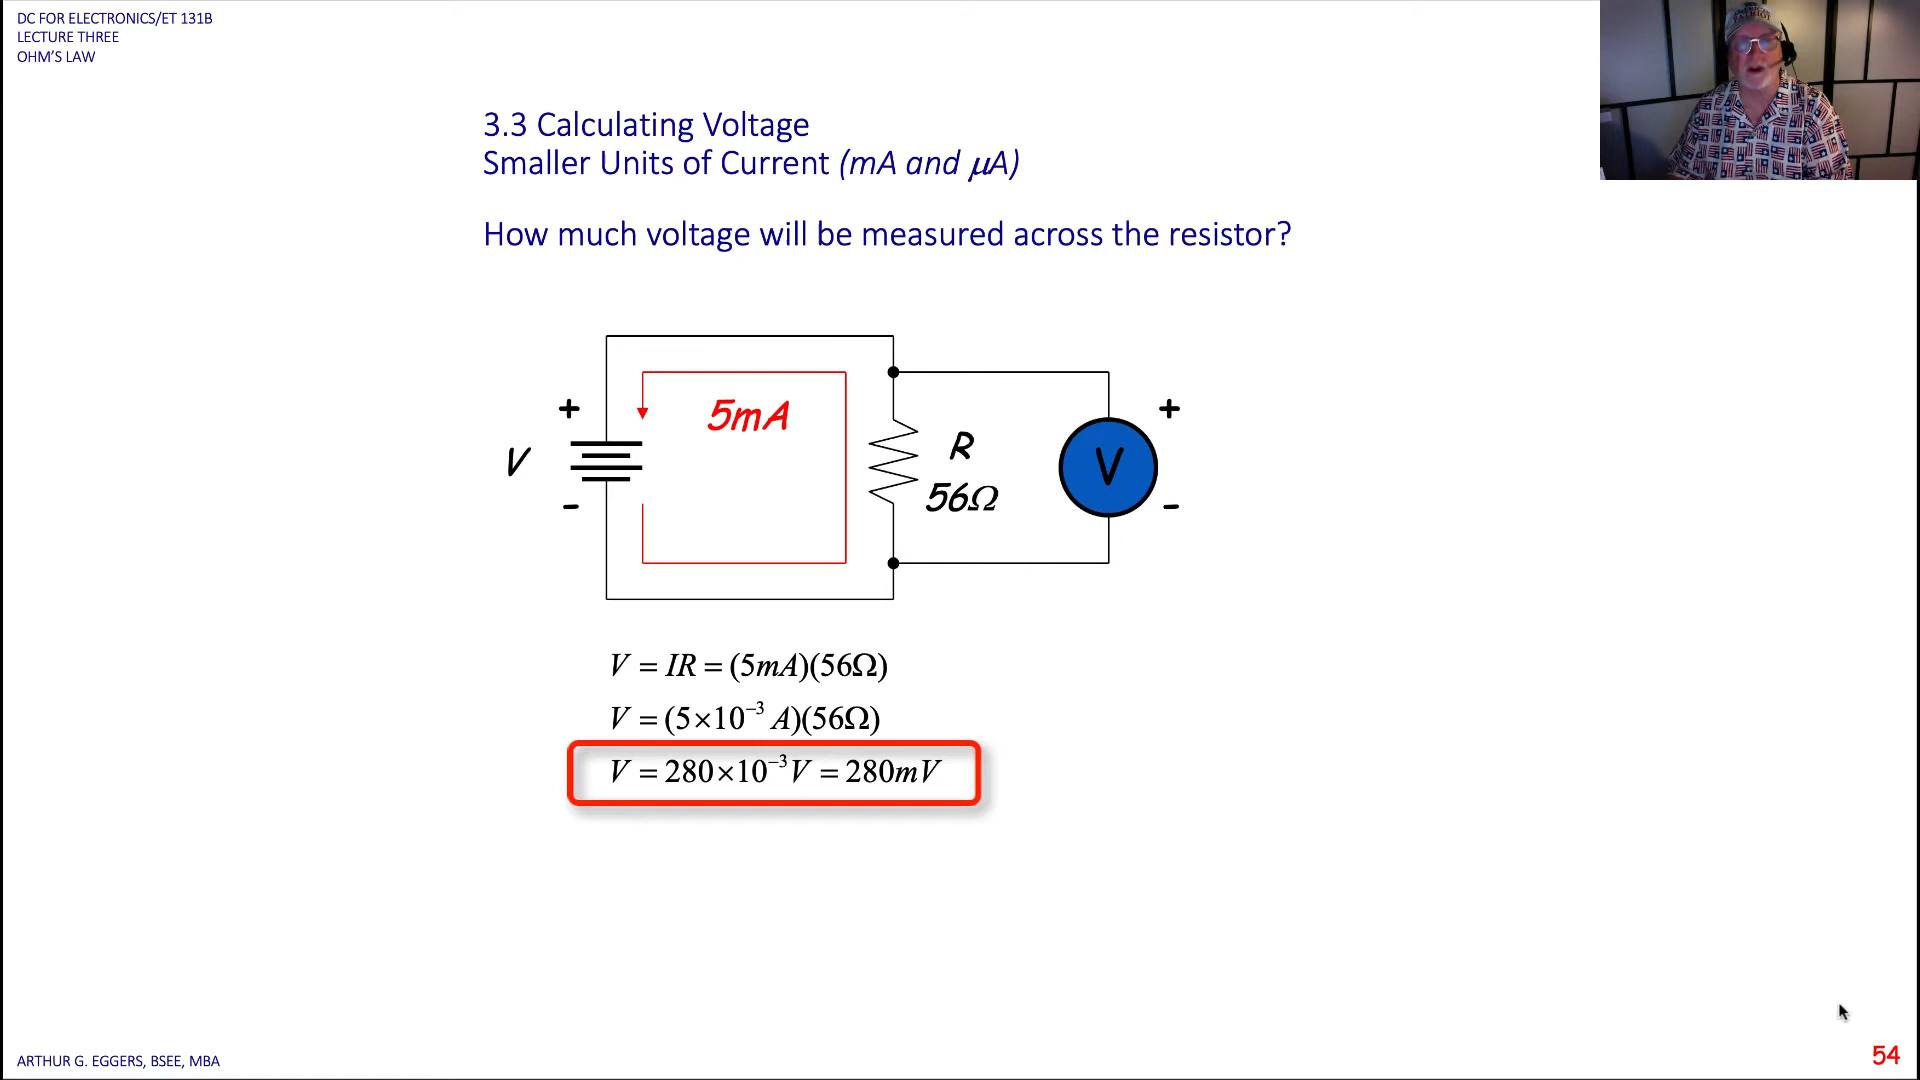 DC FOR ELECTRONICS/ET 131B
LECTURE THREE
OHM'S LAW
3.3 Calculating Voltage
Smaller Units of Current (mA and μA)
How much voltage will be measured across the resistor?
+
5mA
+
V
R
V
56Ω
-
-
V = IR = (5mA)(56Ω)
V = (5×10⁻³ A)(56Ω)
V = 280×10⁻³V = 280mV
ARTHUR G. EGGERS, BSEE, MBA
54